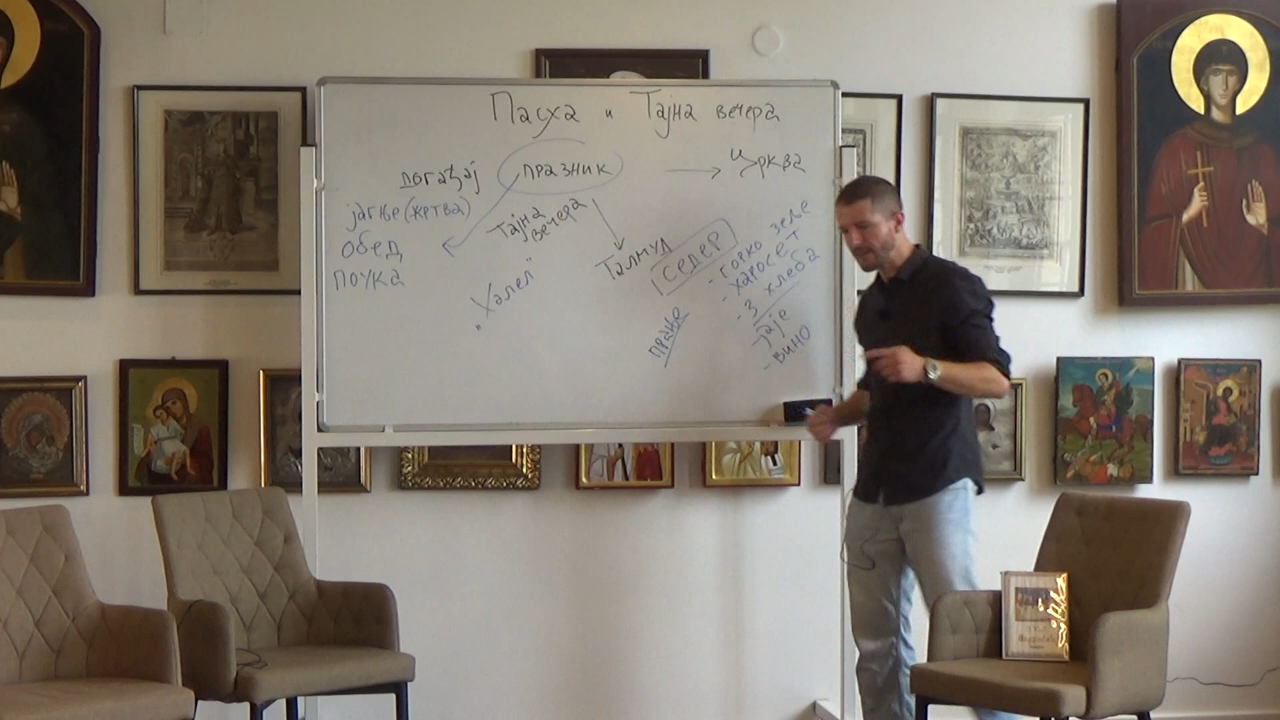 Пасха и Тајна вечера
догађај
празник
Црква
јагње (жртва)
обед
поука
Тајна
вечера
„Халел"
Талмуд
СЕДЕР
прање
- горко зеље
- харосет
- 3 хлеба
- јаје
- вино